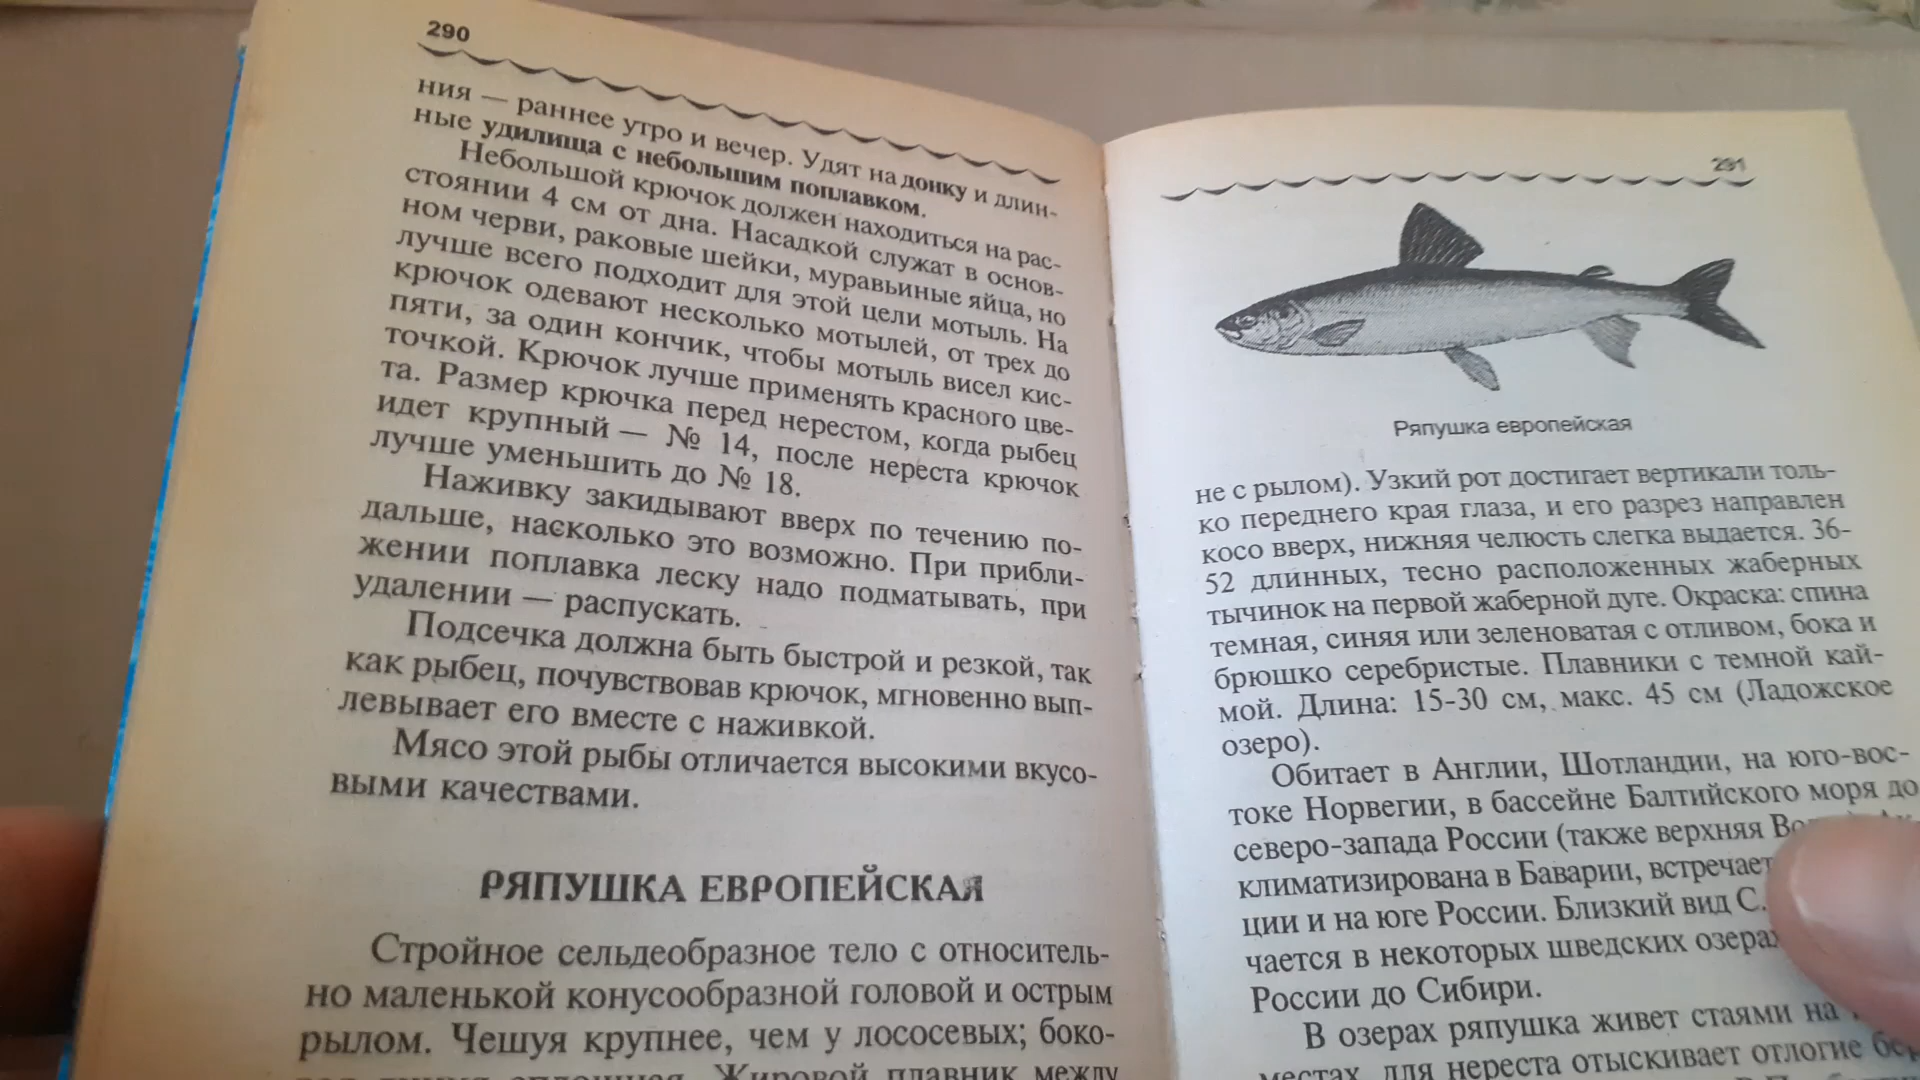 290
ния — раннее утро и вечер. Удят на донку и длин-
ные удилища с небольшим поплавком.
Небольшой крючок должен находиться на рас-
стоянии 4 см от дна. Насадкой служат в основ-
ном черви, раковые шейки, муравьиные яйца, но
лучше всего подходит для этой цели мотыль. На
крючок одевают несколько мотылей, от трех до
пяти, за один кончик, чтобы мотыль висел кис-
точкой. Крючок лучше применять красного цве-
та. Размер крючка перед нерестом, когда рыбец
идет крупный — № 14, после нереста крючок
лучше уменьшить до № 18.
Наживку закидывают вверх по течению по-
дальше, насколько это возможно. При прибли-
жении поплавка леску надо подматывать, при
удалении — распускать.
Подсечка должна быть быстрой и резкой, так
как рыбец, почувствовав крючок, мгновенно вып-
левывает его вместе с наживкой.
Мясо этой рыбы отличается высокими вкусо-
выми качествами.
РЯПУШКА ЕВРОПЕЙСКАЯ
Стройное сельдеобразное тело с относитель-
но маленькой конусообразной головой и острым
рылом. Чешуя крупнее, чем у лососевых; боко-
Жировой плавник между
291
Ряпушка европейская
не с рылом). Узкий рот достигает вертикали толь-
ко переднего края глаза, и его разрез направлен
косо вверх, нижняя челюсть слегка выдается. 36-
52 длинных, тесно расположенных жаберных
тычинок на первой жаберной дуге. Окраска: спина
темная, синяя или зеленоватая с отливом, бока и
брюшко серебристые. Плавники с темной кай-
мой. Длина: 15-30 см, макс. 45 см (Ладожское
озеро).
Обитает в Англии, Шотландии, на юго-вос-
токе Норвегии, в бассейне Балтийского моря до
северо-запада России (также верхняя
климатизирована в Баварии,
ции и на юге России. Близкий вид С.
чается в некоторых шведских
России до Сибири.
В озерах ряпушка живет стаями на
местах, для нереста отыскивает отлогие